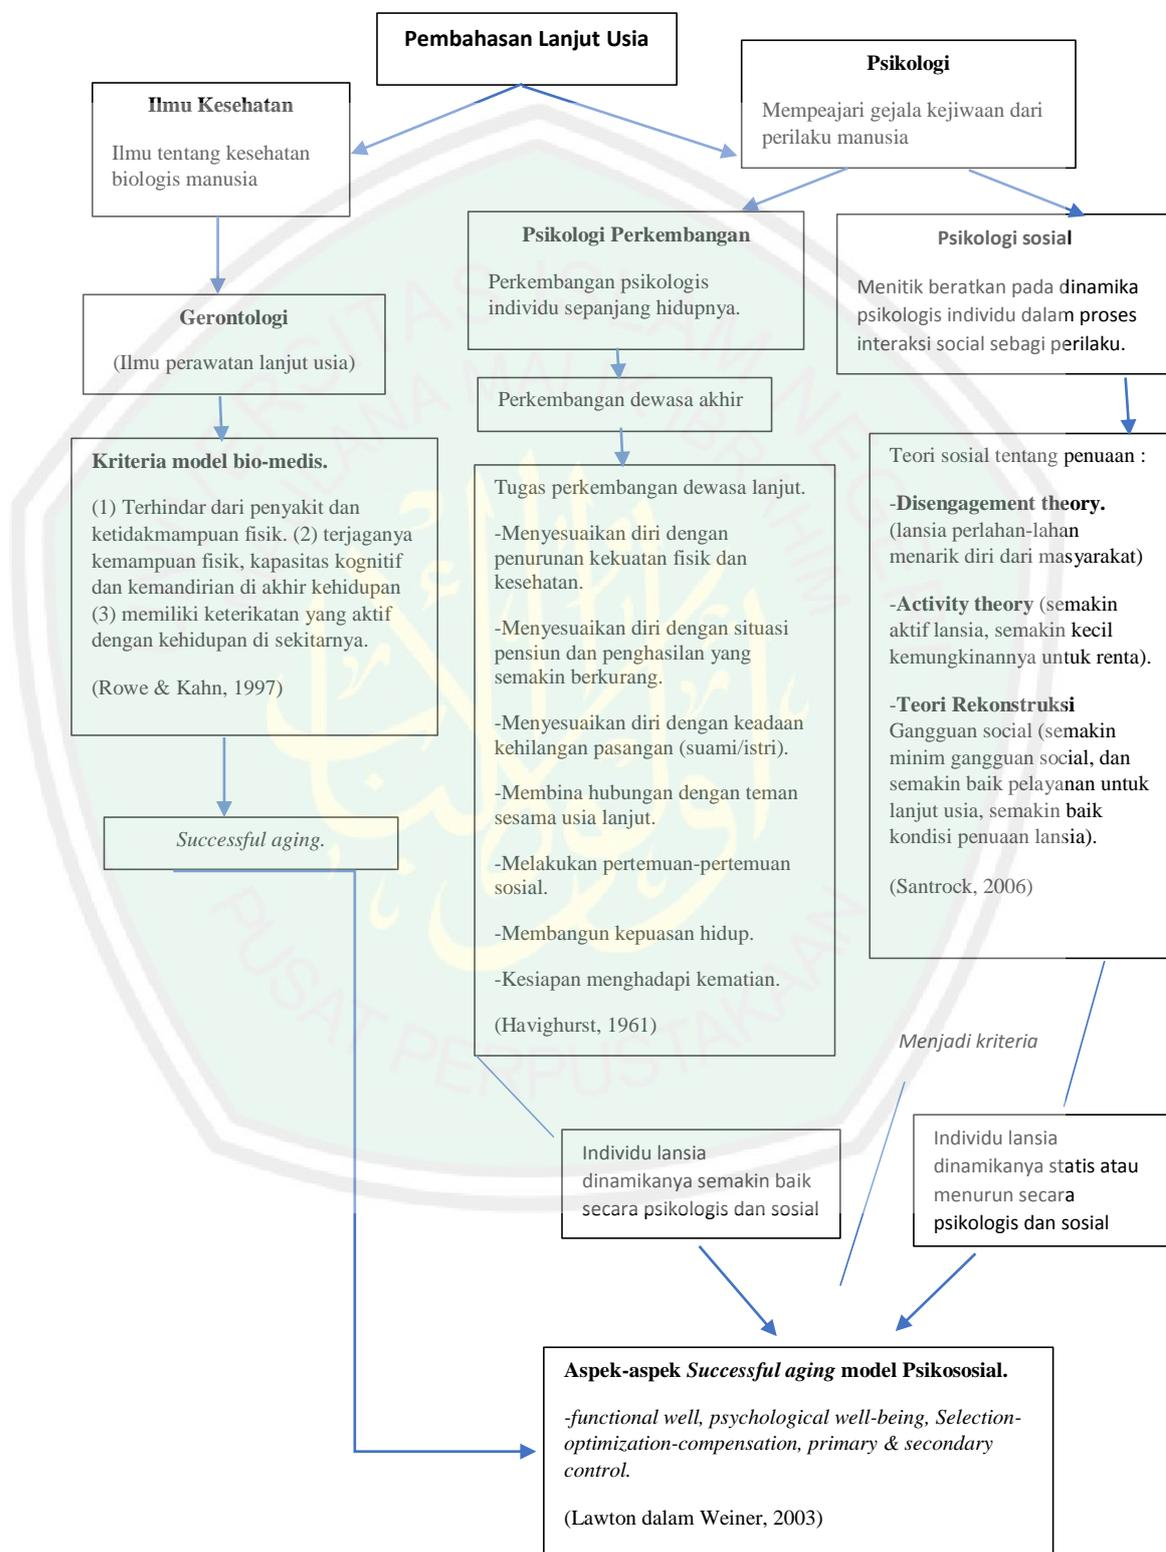 Pembahasan Lanjut Usia
Ilmu Kesehatan
Ilmu tentang kesehatan
biologis manusia
Psikologi
Mempeajari gejala kejiwaan dari
perilaku manusia
Gerontologi
(Ilmu perawatan lanjut usia)
Psikologi Perkembangan
Perkembangan psikologis
individu sepanjang hidupnya.
Psikologi sosial
Menitik beratkan pada dinamika
psikologis individu dalam proses
interaksi social sebagi perilaku.
Perkembangan dewasa akhir
Kriteria model bio-medis.
(1) Terhindar dari penyakit dan
ketidakmampuan fisik. (2) terjaganya
kemampuan fisik, kapasitas kognitif
dan kemandirian di akhir kehidupan
(3) memiliki keterikatan yang aktif
dengan kehidupan di sekitarnya.
(Rowe & Kahn, 1997)
Successful aging.
Tugas perkembangan dewasa lanjut.
-Menyesuaikan diri dengan
penurunan kekuatan fisik dan
kesehatan.
-Menyesuaikan diri dengan situasi
pensiun dan penghasilan yang
semakin berkurang.
-Menyesuaikan diri dengan keadaan
kehilangan pasangan (suami/istri).
-Membina hubungan dengan teman
sesama usia lanjut.
-Melakukan pertemuan-pertemuan
sosial.
-Membangun kepuasan hidup.
-Kesiapan menghadapi kematian.
(Havighurst, 1961)
Teori sosial tentang penuaan :
-Disengagement theory.
(lansia perlahan-lahan
menarik diri dari masyarakat)
-Activity theory (semakin
aktif lansia, semakin kecil
kemungkinannya untuk renta).
-Teori Rekonstruksi
Gangguan social (semakin
minim gangguan social, dan
semakin baik pelayanan untuk
lanjut usia, semakin baik
kondisi penuaan lansia).
(Santrock, 2006)
Menjadi kriteria
Individu lansia
dinamikanya semakin baik
secara psikologis dan sosial
Individu lansia
dinamikanya statis atau
menurun secara
psikologis dan sosial
Aspek-aspek Successful aging model Psikososial.
-functional well, psychological well-being, Selection-
optimization-compensation, primary & secondary
control.
(Lawton dalam Weiner, 2003)
PUSAT PERPUSTAKAAN